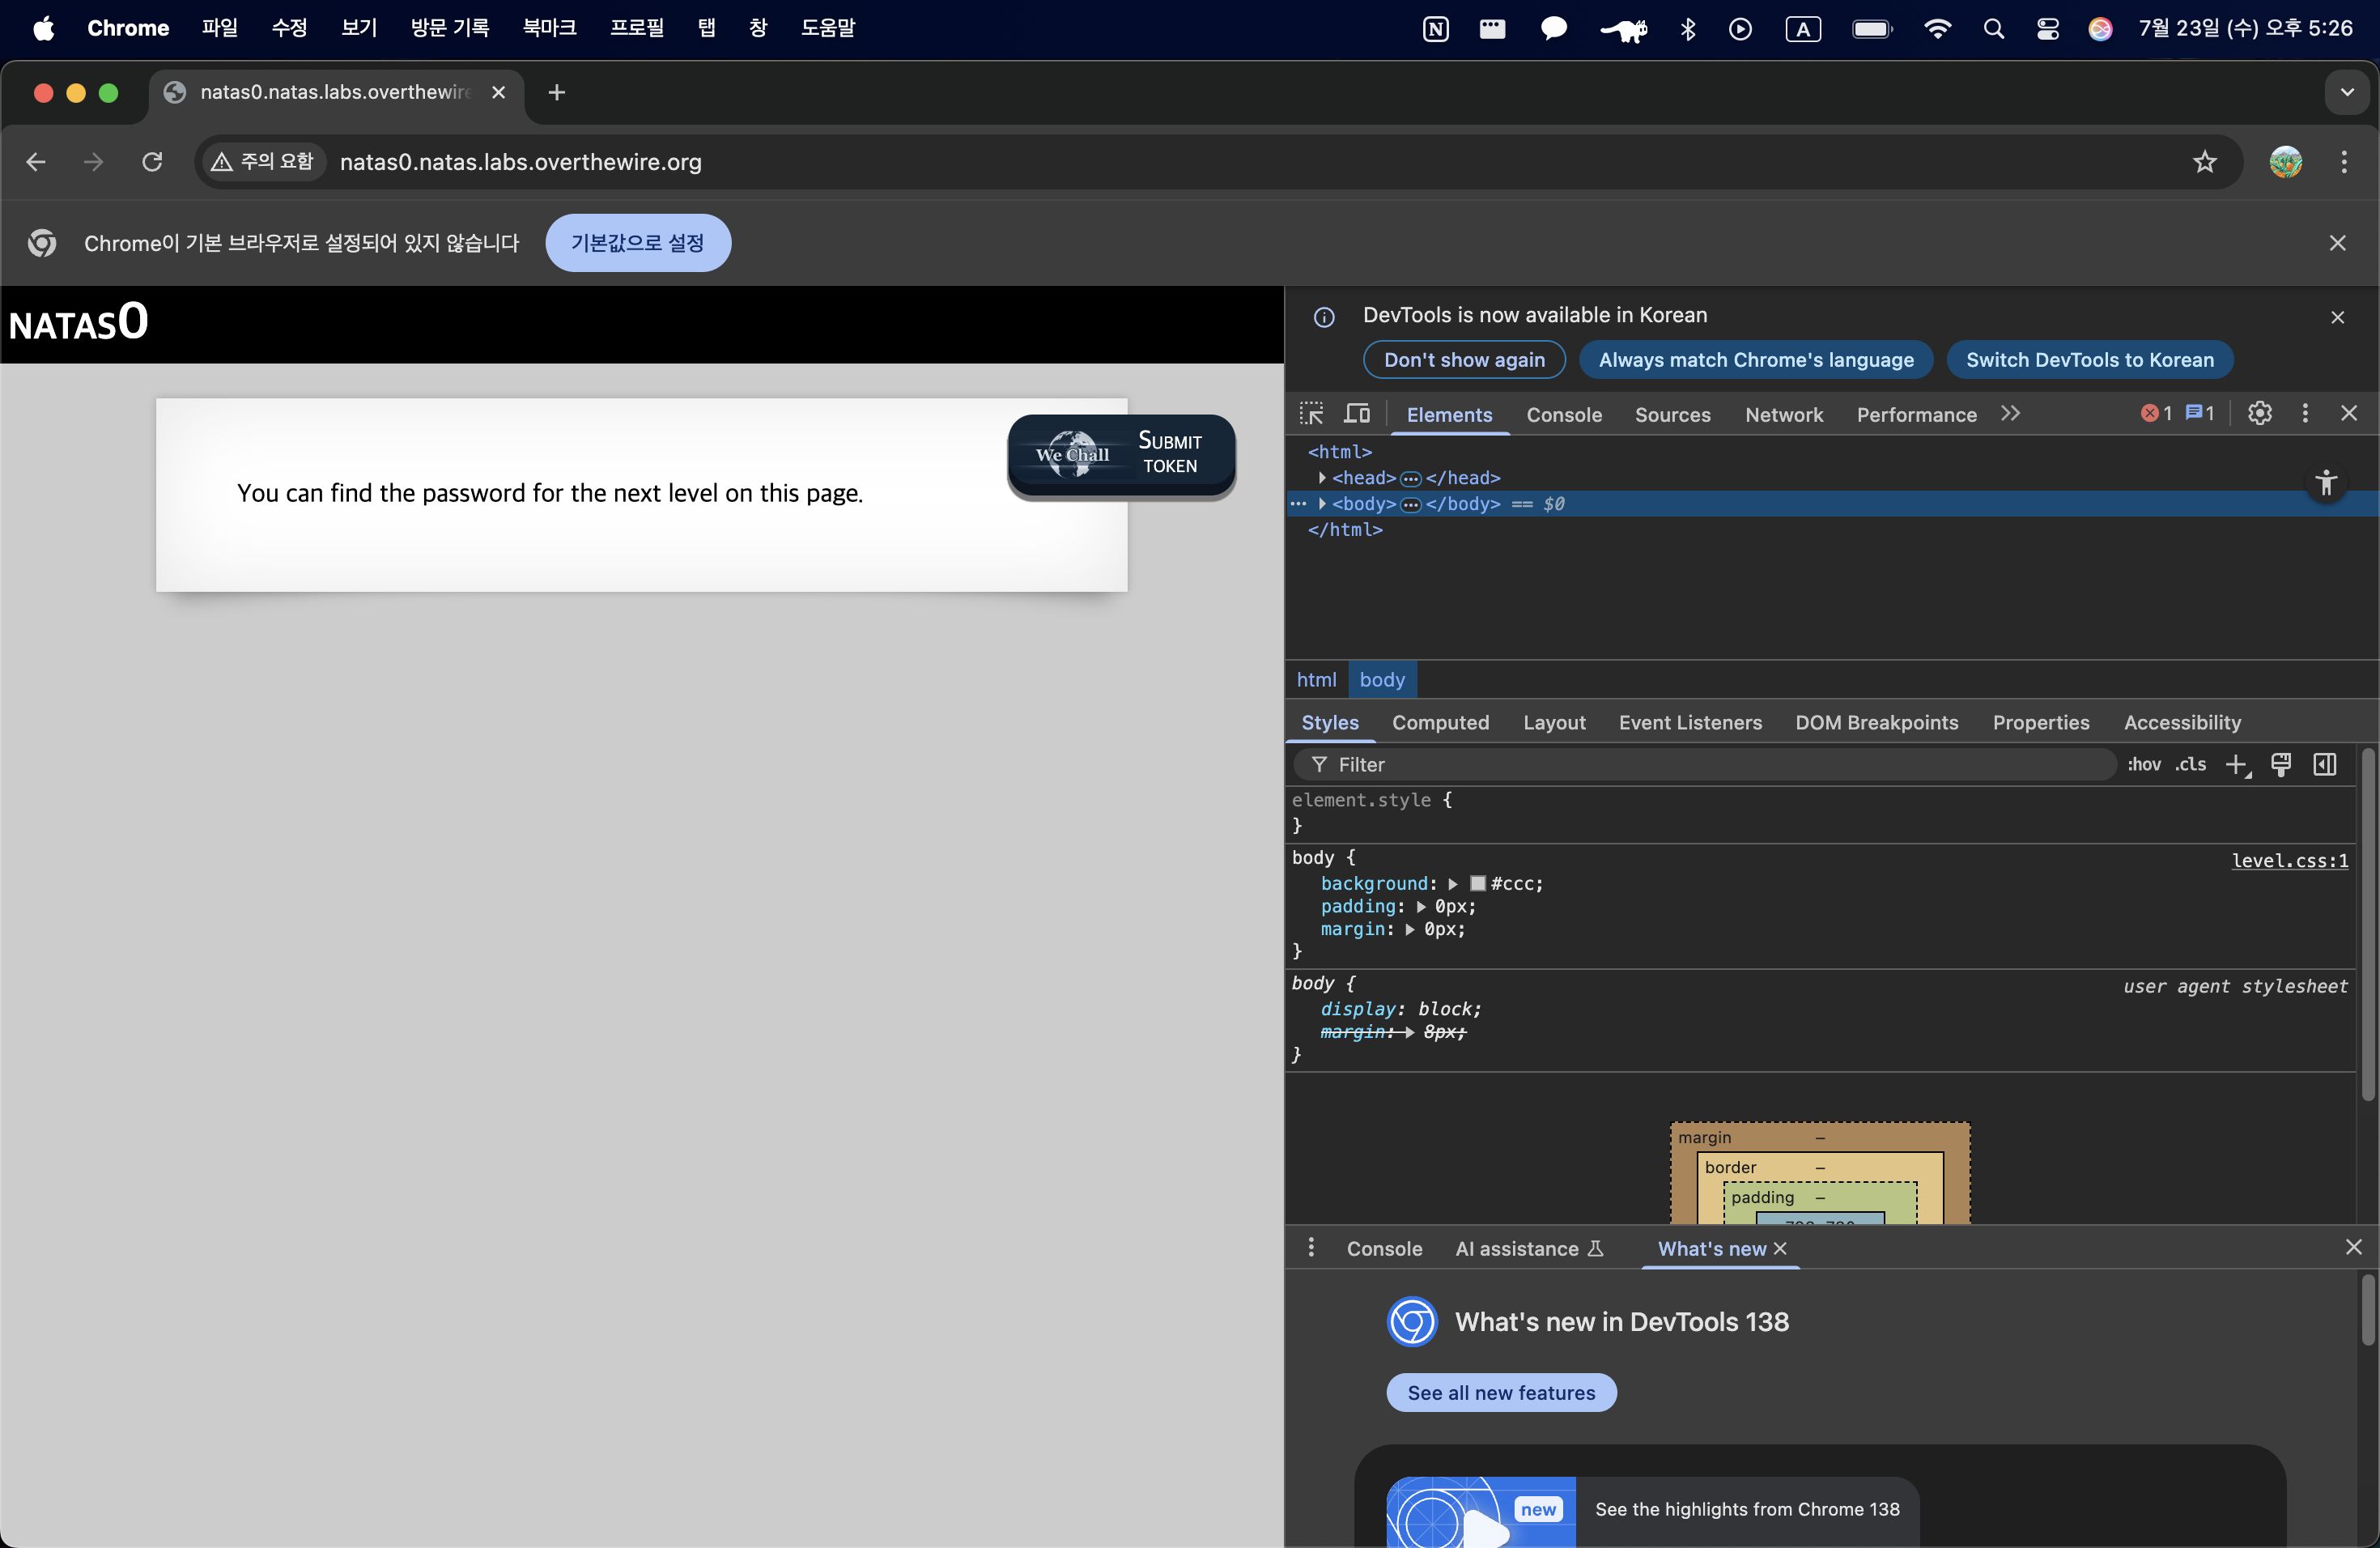 Chrome 파일 수정 보기 방문 기록 북마크 프로필 탭 창 도움말 N A 7월 23일 (수) 오후 5:26
natas0.natas.labs.overthewire
주의 요함 natas0.natas.labs.overthewire.org
Chrome이 기본 브라우저로 설정되어 있지 않습니다 기본값으로 설정
NATAS0
We Chall
SUBMIT
TOKEN
You can find the password for the next level on this page.
DevTools is now available in Korean
Don't show again Always match Chrome's language Switch DevTools to Korean
Elements Console Sources Network Performance 1 1
<html>
<head>…</head>
<body>…</body> == $0
</html>
html body
Styles Computed Layout Event Listeners DOM Breakpoints Properties Accessibility
Filter :hov .cls
element.style {
}
body { level.css:1
background: #ccc;
padding: 0px;
margin: 0px;
}
body { user agent stylesheet
display: block;
margin: 8px;
}
margin –
border –
padding –
Console AI assistance What's new
What's new in DevTools 138
See all new features
new See the highlights from Chrome 138